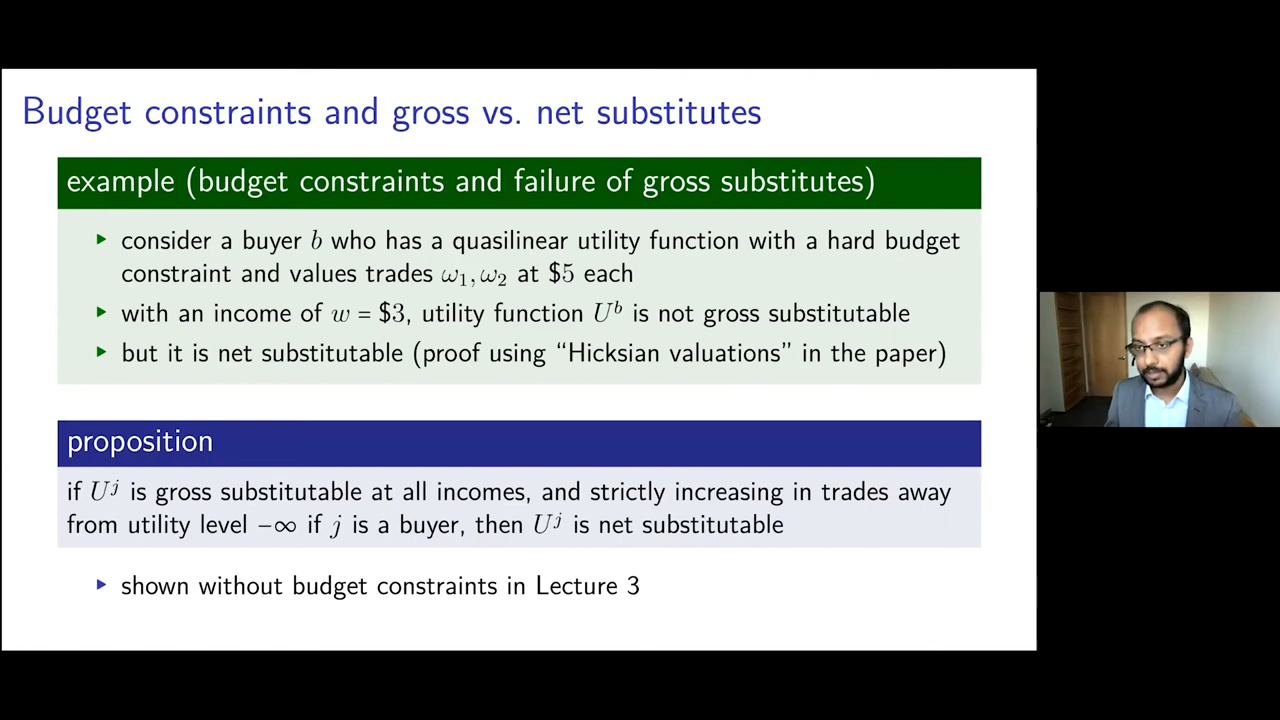 Budget constraints and gross vs. net substitutes
example (budget constraints and failure of gross substitutes)
▸ consider a buyer b who has a quasilinear utility function with a hard budget
constraint and values trades ω₁, ω₂ at $5 each
▸ with an income of w = $3, utility function Uᵇ is not gross substitutable
▸ but it is net substitutable (proof using “Hicksian valuations” in the paper)
proposition
if Uʲ is gross substitutable at all incomes, and strictly increasing in trades away
from utility level −∞ if j is a buyer, then Uʲ is net substitutable
▸ shown without budget constraints in Lecture 3